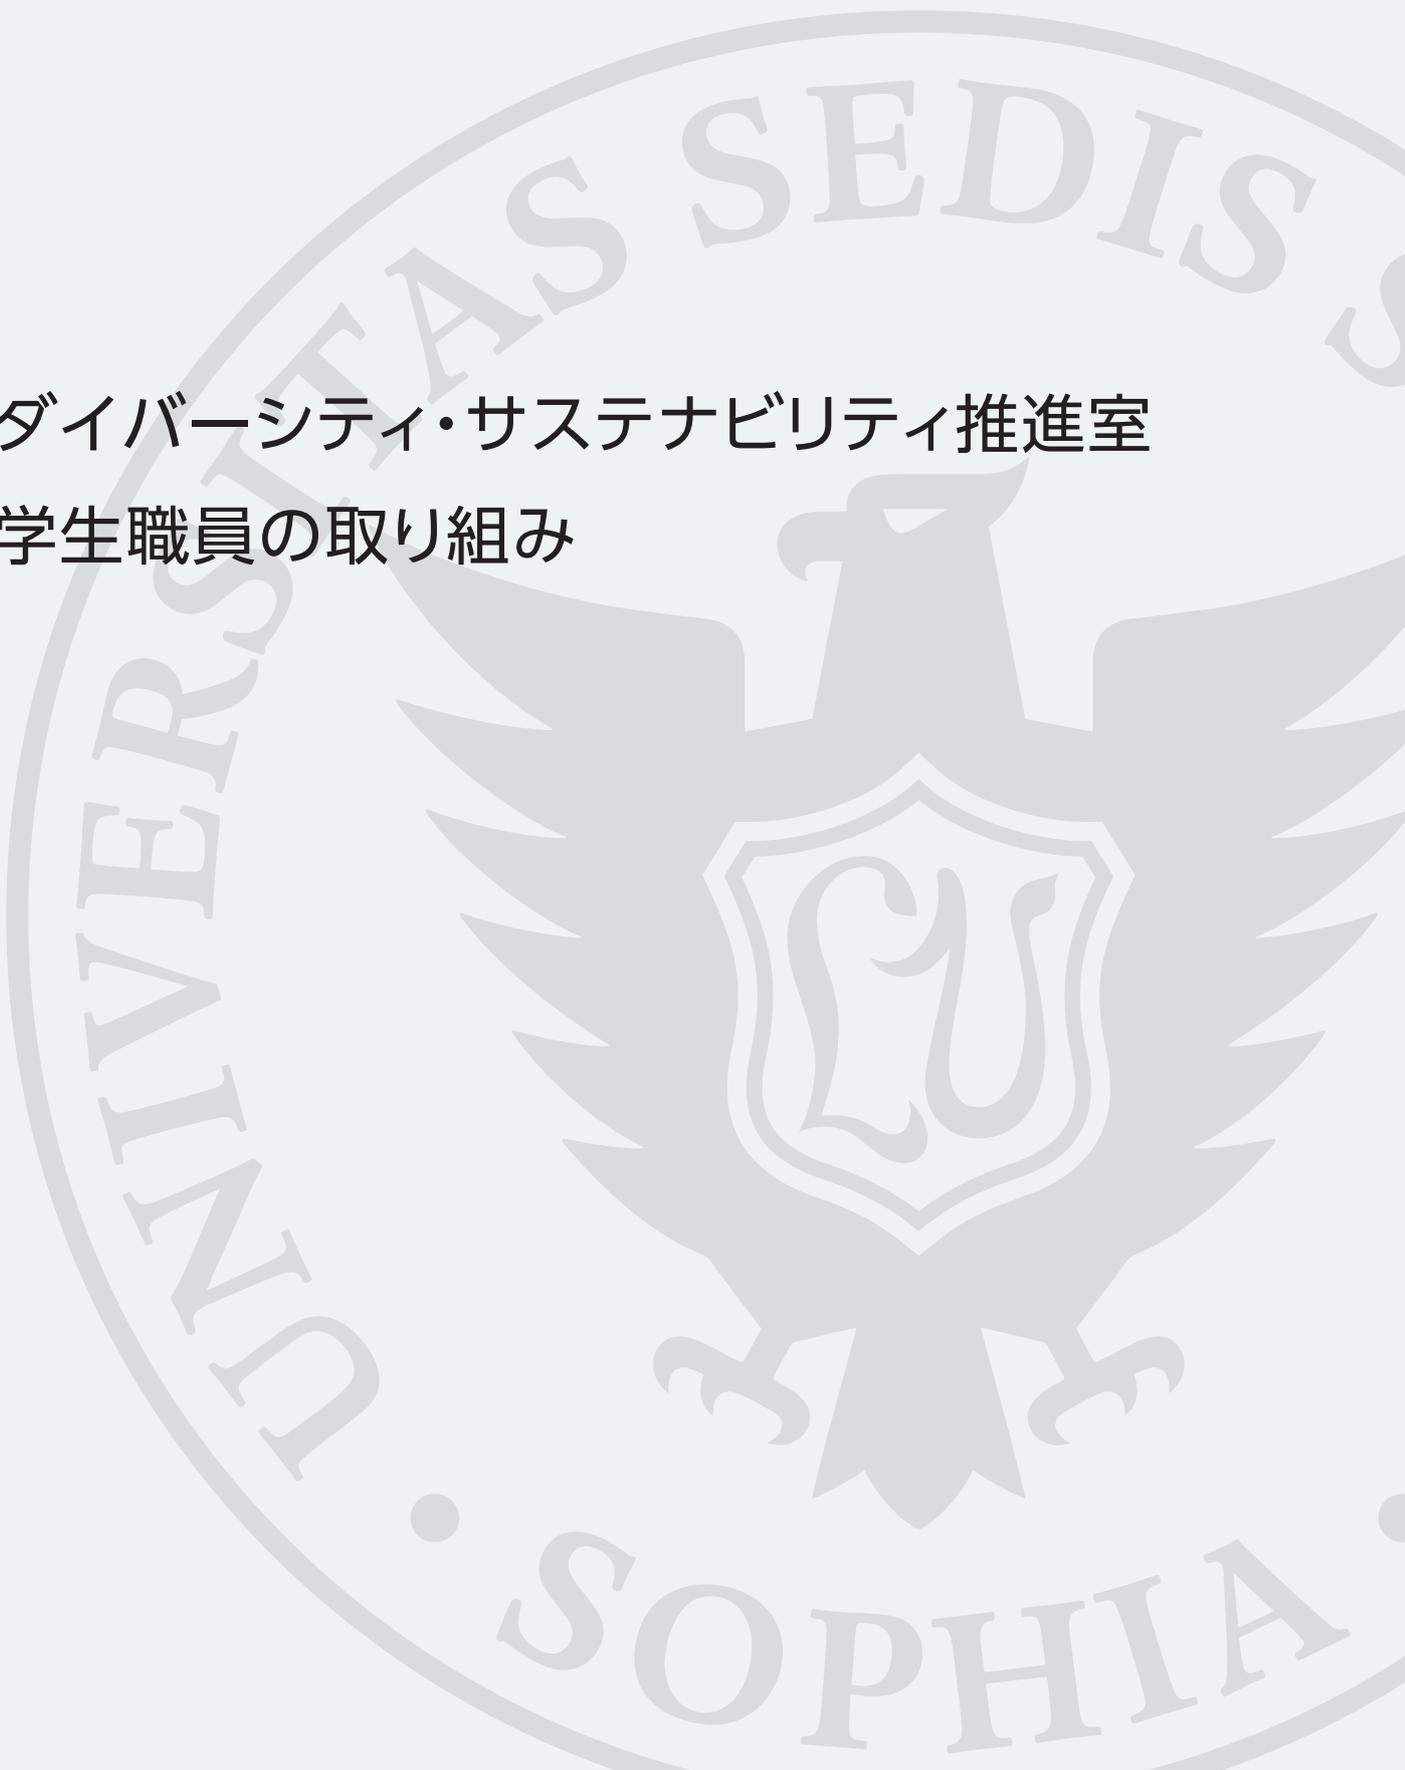 UNIVERSITAS SEDIS S
ダイバーシティ・サステナビリティ推進室
学生職員の取り組み
LV
• SOPHIA •